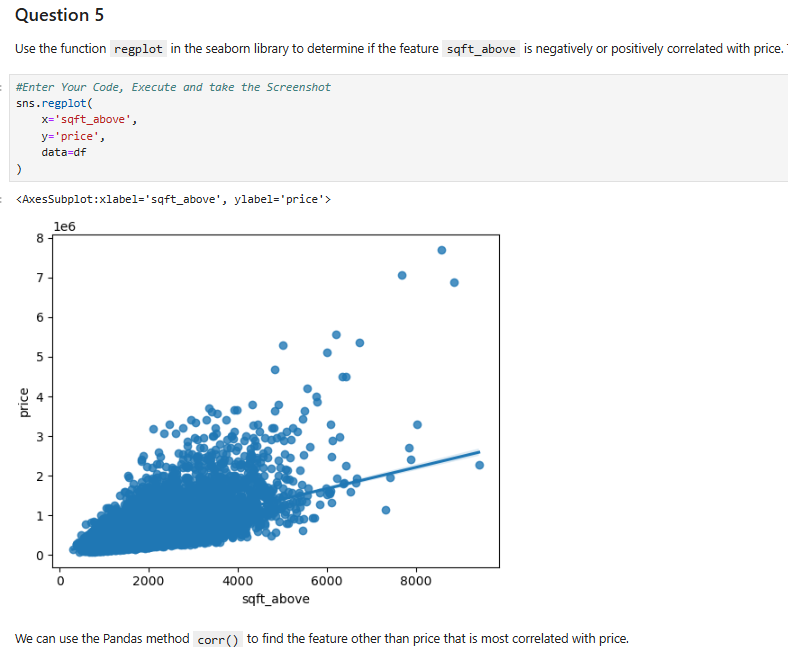 Question 5
Use the function regplot in the seaborn library to determine if the feature sqft_above is negatively or positively correlated with price.
#Enter Your Code, Execute and take the Screenshot
sns.regplot(
    x='sqft_above',
    y='price',
    data=df
)
<AxesSubplot:xlabel='sqft_above', ylabel='price'>
1e6
8
7
6
5
4
3
2
1
0
price
0 2000 4000 6000 8000
sqft_above
We can use the Pandas method corr() to find the feature other than price that is most correlated with price.